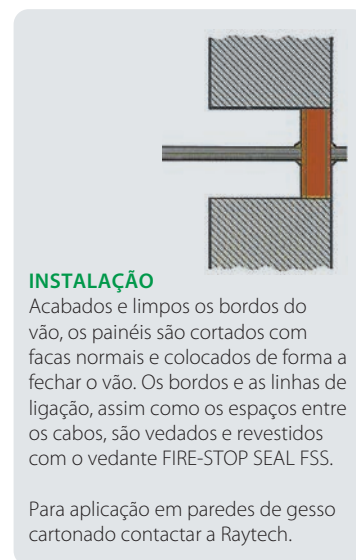 INSTALAÇÃO
Acabados e limpos os bordos do
vão, os painéis são cortados com
facas normais e colocados de forma a
fechar o vão. Os bordos e as linhas de
ligação, assim como os espaços entre
os cabos, são vedados e revestidos
com o vedante FIRE-STOP SEAL FSS.
Para aplicação em paredes de gesso
cartonado contactar a Raytech.